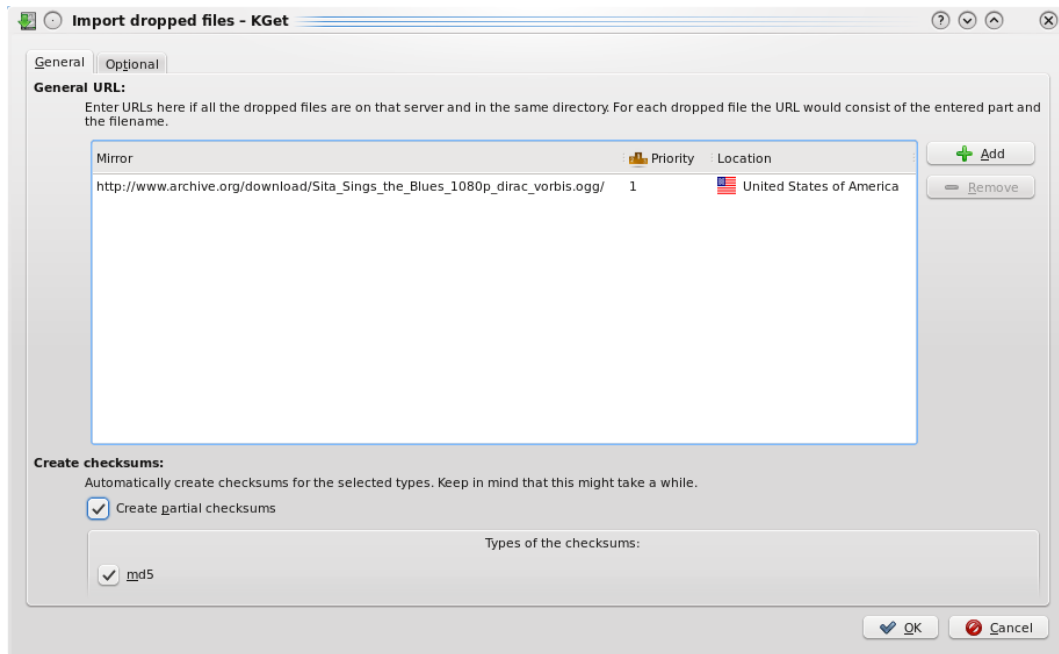 Import dropped files – KGet
General
Optional
General URL:
Enter URLs here if all the dropped files are on that server and in the same directory. For each dropped file the URL would consist of the entered part and
the filename.
Mirror Priority Location
Add
http://www.archive.org/download/Sita_Sings_the_Blues_1080p_dirac_vorbis.ogg/ 1 United States of America
Remove
Create checksums:
Automatically create checksums for the selected types. Keep in mind that this might take a while.
Create partial checksums
Types of the checksums:
md5
OK
Cancel